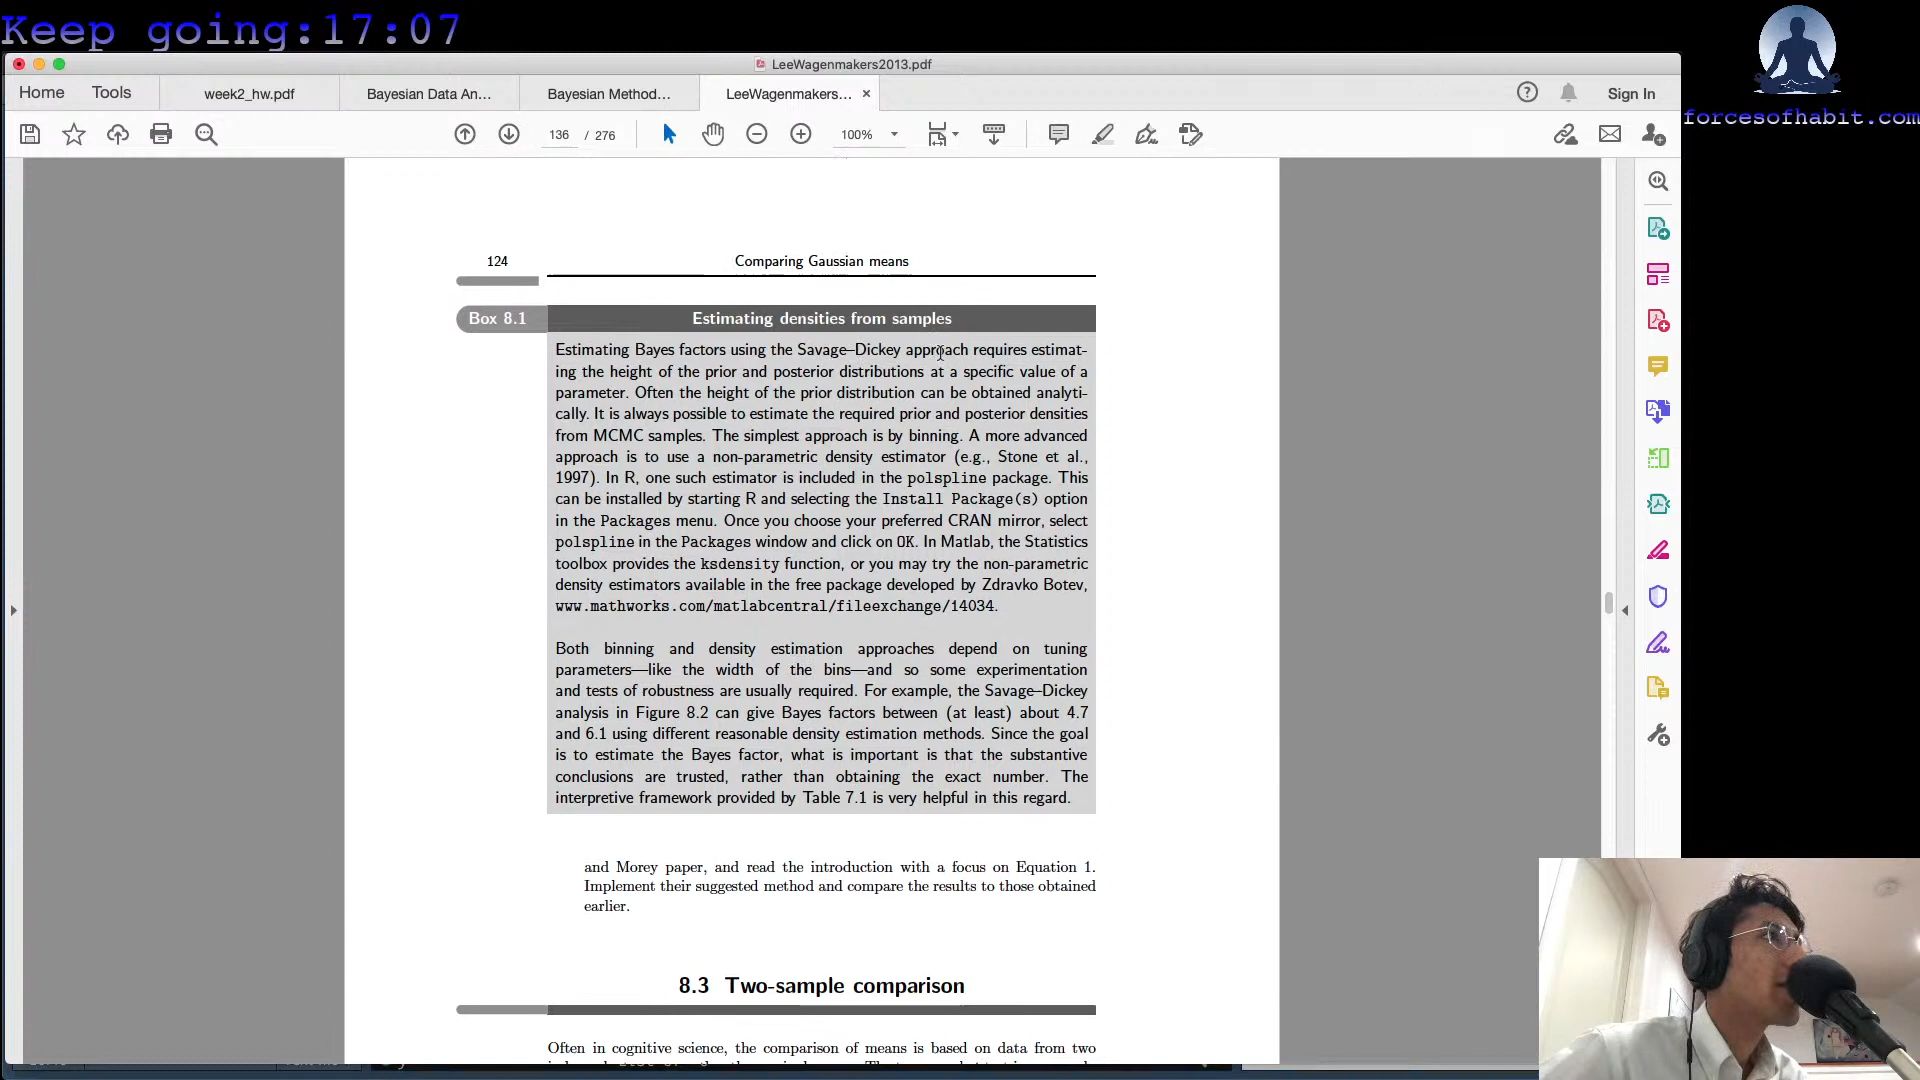 Keep going:17:07
forcesofhabit.com
LeeWagenmakers2013.pdf
Home Tools week2_hw.pdf Bayesian Data An... Bayesian Method... LeeWagenmakers... × Sign In
136 / 276 100%
124 Comparing Gaussian means
Box 8.1 Estimating densities from samples
Estimating Bayes factors using the Savage–Dickey approach requires estimat-
ing the height of the prior and posterior distributions at a specific value of a
parameter. Often the height of the prior distribution can be obtained analyti-
cally. It is always possible to estimate the required prior and posterior densities
from MCMC samples. The simplest approach is by binning. A more advanced
approach is to use a non-parametric density estimator (e.g., Stone et al.,
1997). In R, one such estimator is included in the polspline package. This
can be installed by starting R and selecting the Install Package(s) option
in the Packages menu. Once you choose your preferred CRAN mirror, select
polspline in the Packages window and click on OK. In Matlab, the Statistics
toolbox provides the ksdensity function, or you may try the non-parametric
density estimators available in the free package developed by Zdravko Botev,
www.mathworks.com/matlabcentral/fileexchange/14034.
Both binning and density estimation approaches depend on tuning
parameters—like the width of the bins—and so some experimentation
and tests of robustness are usually required. For example, the Savage–Dickey
analysis in Figure 8.2 can give Bayes factors between (at least) about 4.7
and 6.1 using different reasonable density estimation methods. Since the goal
is to estimate the Bayes factor, what is important is that the substantive
conclusions are trusted, rather than obtaining the exact number. The
interpretive framework provided by Table 7.1 is very helpful in this regard.
and Morey paper, and read the introduction with a focus on Equation 1.
Implement their suggested method and compare the results to those obtained
earlier.
8.3 Two-sample comparison
Often in cognitive science, the comparison of means is based on data from two